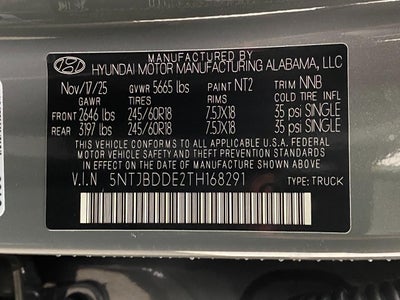 MANUFACTURED BY
HYUNDAI MOTOR MANUFACTURING ALABAMA, LLC
Nov/17/25 GVWR 5665 lbs PAINT NT2 TRIM NNB
GAWR TIRES RIMS COLD TIRE INFL
FRONT 2646 lbs 245/60R18 7.5JX18 35 psi SINGLE
REAR 3197 lbs 245/60R18 7.5JX18 35 psi SINGLE
THIS VEHICLE CONFORMS TO ALL APPLICABLE U.S.A. FEDERAL MOTOR
VEHICLE SAFETY AND THEFT PREVENTION STANDARDS
IN EFFECT ON THE DATE OF MANUFACTURE SHOWN ABOVE.
V.I.N 5NTJBDDE2TH168291 TYPE: TRUCK